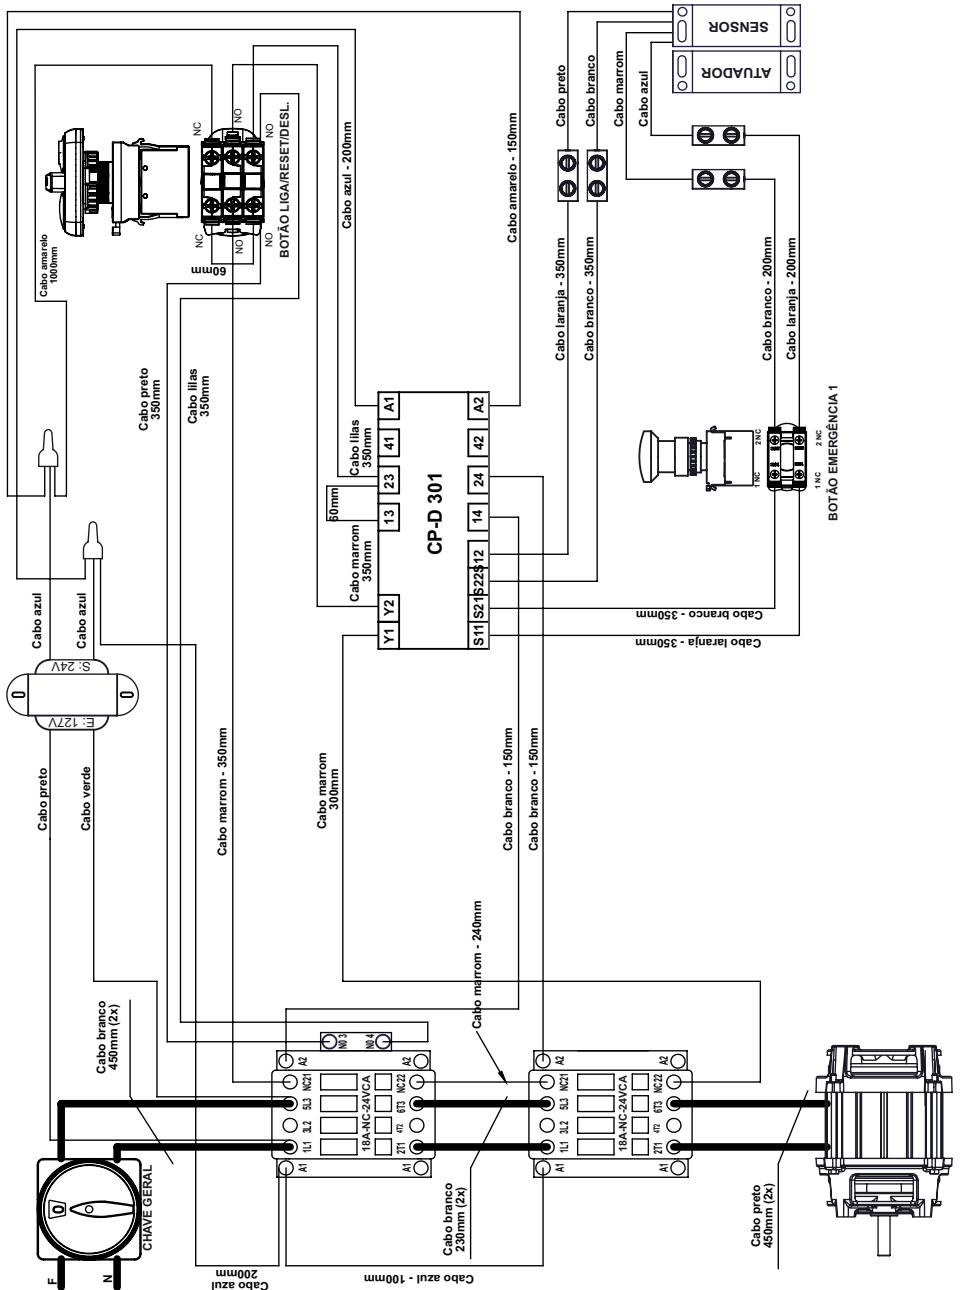 SENSOR
ATUADOR
Cabo preto
Cabo branco
Cabo marrom
Cabo azul
NC
NO
NO
NC
NO
NO
BOTÃO LIGA/RESET/DESL.
60mm
Cabo amarelo
1000mm
Cabo azul - 200mm
Cabo amarelo - 150mm
Cabo preto
350mm
Cabo lilas
350mm
Cabo laranja - 350mm
Cabo branco - 350mm
Cabo branco - 200mm
Cabo laranja - 200mm
1 NC
2 NC
1 NC
2 NC
BOTÃO EMERGÊNCIA 1
Cabo lilas
350mm
60mm
Cabo marrom
350mm
A1
41
23
13
Y2
Y1
CP-D 301
A2
42
24
14
S12
S22
S21
S11
Cabo branco - 350mm
Cabo laranja - 350mm
Cabo azul
Cabo azul
S: 24V
E: 127V
Cabo preto
Cabo verde
Cabo marrom - 350mm
Cabo marrom
300mm
Cabo branco - 150mm
Cabo branco - 150mm
Cabo marrom - 240mm
Cabo branco
450mm (2x)
CHAVE GERAL
0
F
N
NO 3
NO 4
A2
A2
NC21
5L3
3L2
1L1
18A-NC-24VCA
NC22
6T3
4T2
2T1
A1
A1
A2
A2
NC21
5L3
3L2
1L1
18A-NC-24VCA
NC22
6T3
4T2
2T1
A1
A1
Cabo azul
200mm
Cabo azul - 100mm
Cabo branco
230mm (2x)
Cabo preto
450mm (2x)